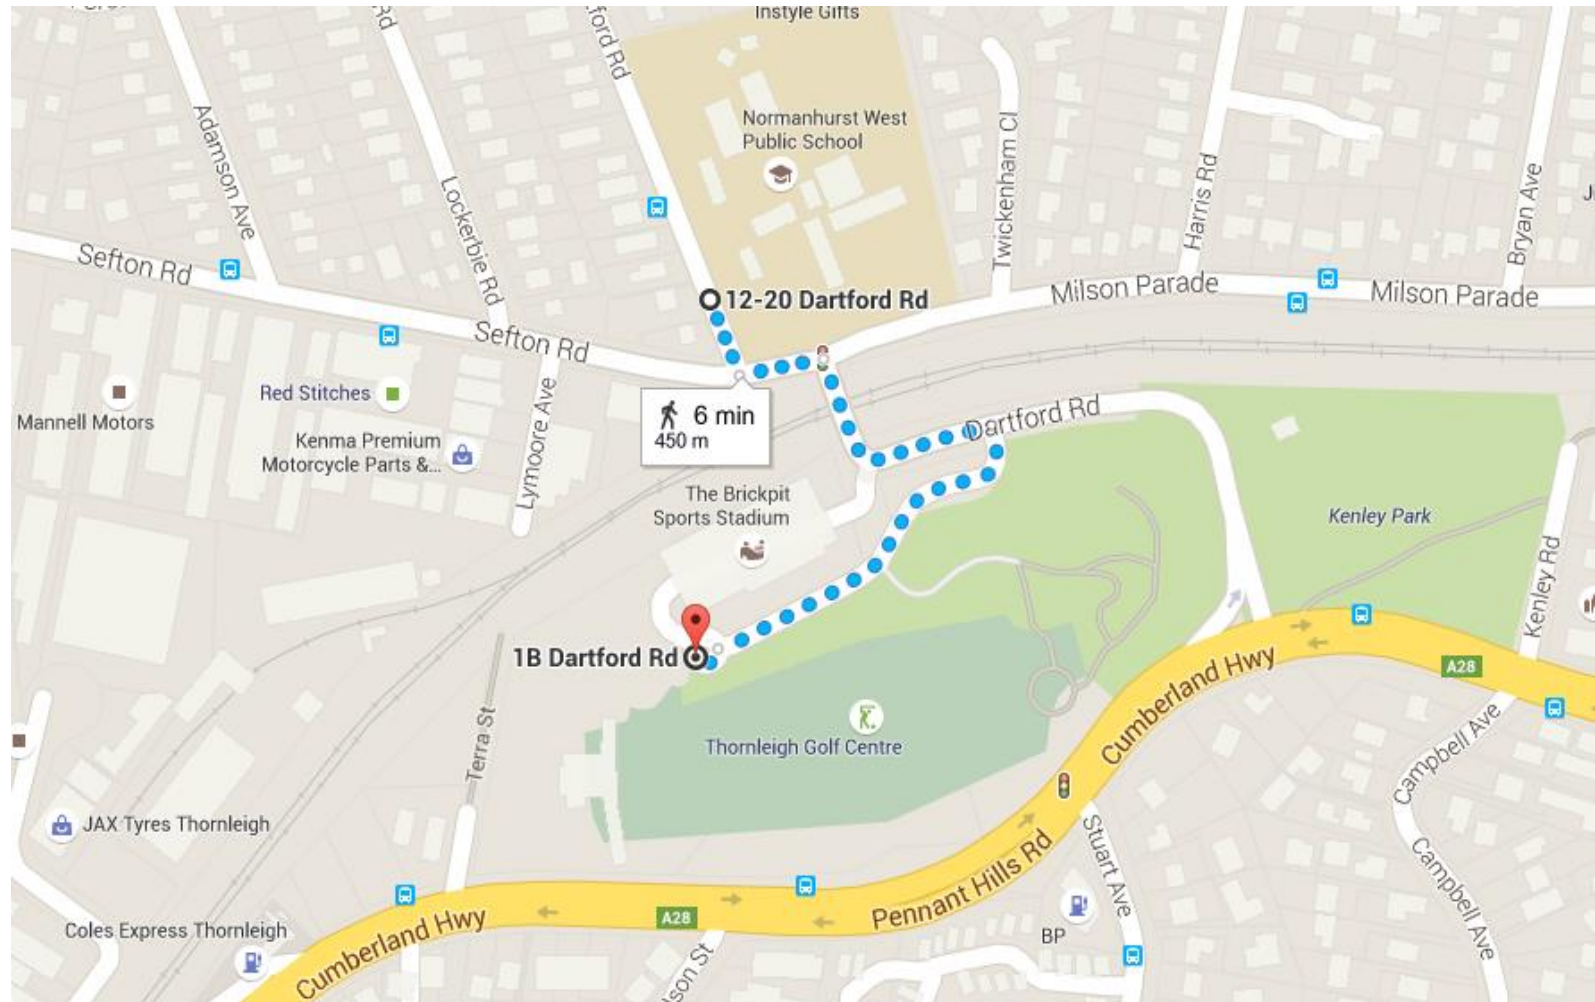 Instyle Gifts
Rd
ford Rd
Normanhurst West
Public School
Adamson Ave
Lockerbie Rd
Twickenham Cl
Harris Rd
Bryan Ave
J
Sefton Rd
12-20 Dartford Rd
Milson Parade
Milson Parade
Sefton Rd
Red Stitches
Mannell Motors
Kenma Premium
Motorcycle Parts &...
Lymoore Ave
6 min
450 m
Dartford Rd
The Brickpit
Sports Stadium
Kenley Park
Kenley Rd
1B Dartford Rd
Cumberland Hwy
A28
Terra St
Thornleigh Golf Centre
Campbell Ave
JAX Tyres Thornleigh
Stuart Ave
Campbell Ave
Pennant Hills Rd
A28
Cumberland Hwy
Coles Express Thornleigh
BP
son St